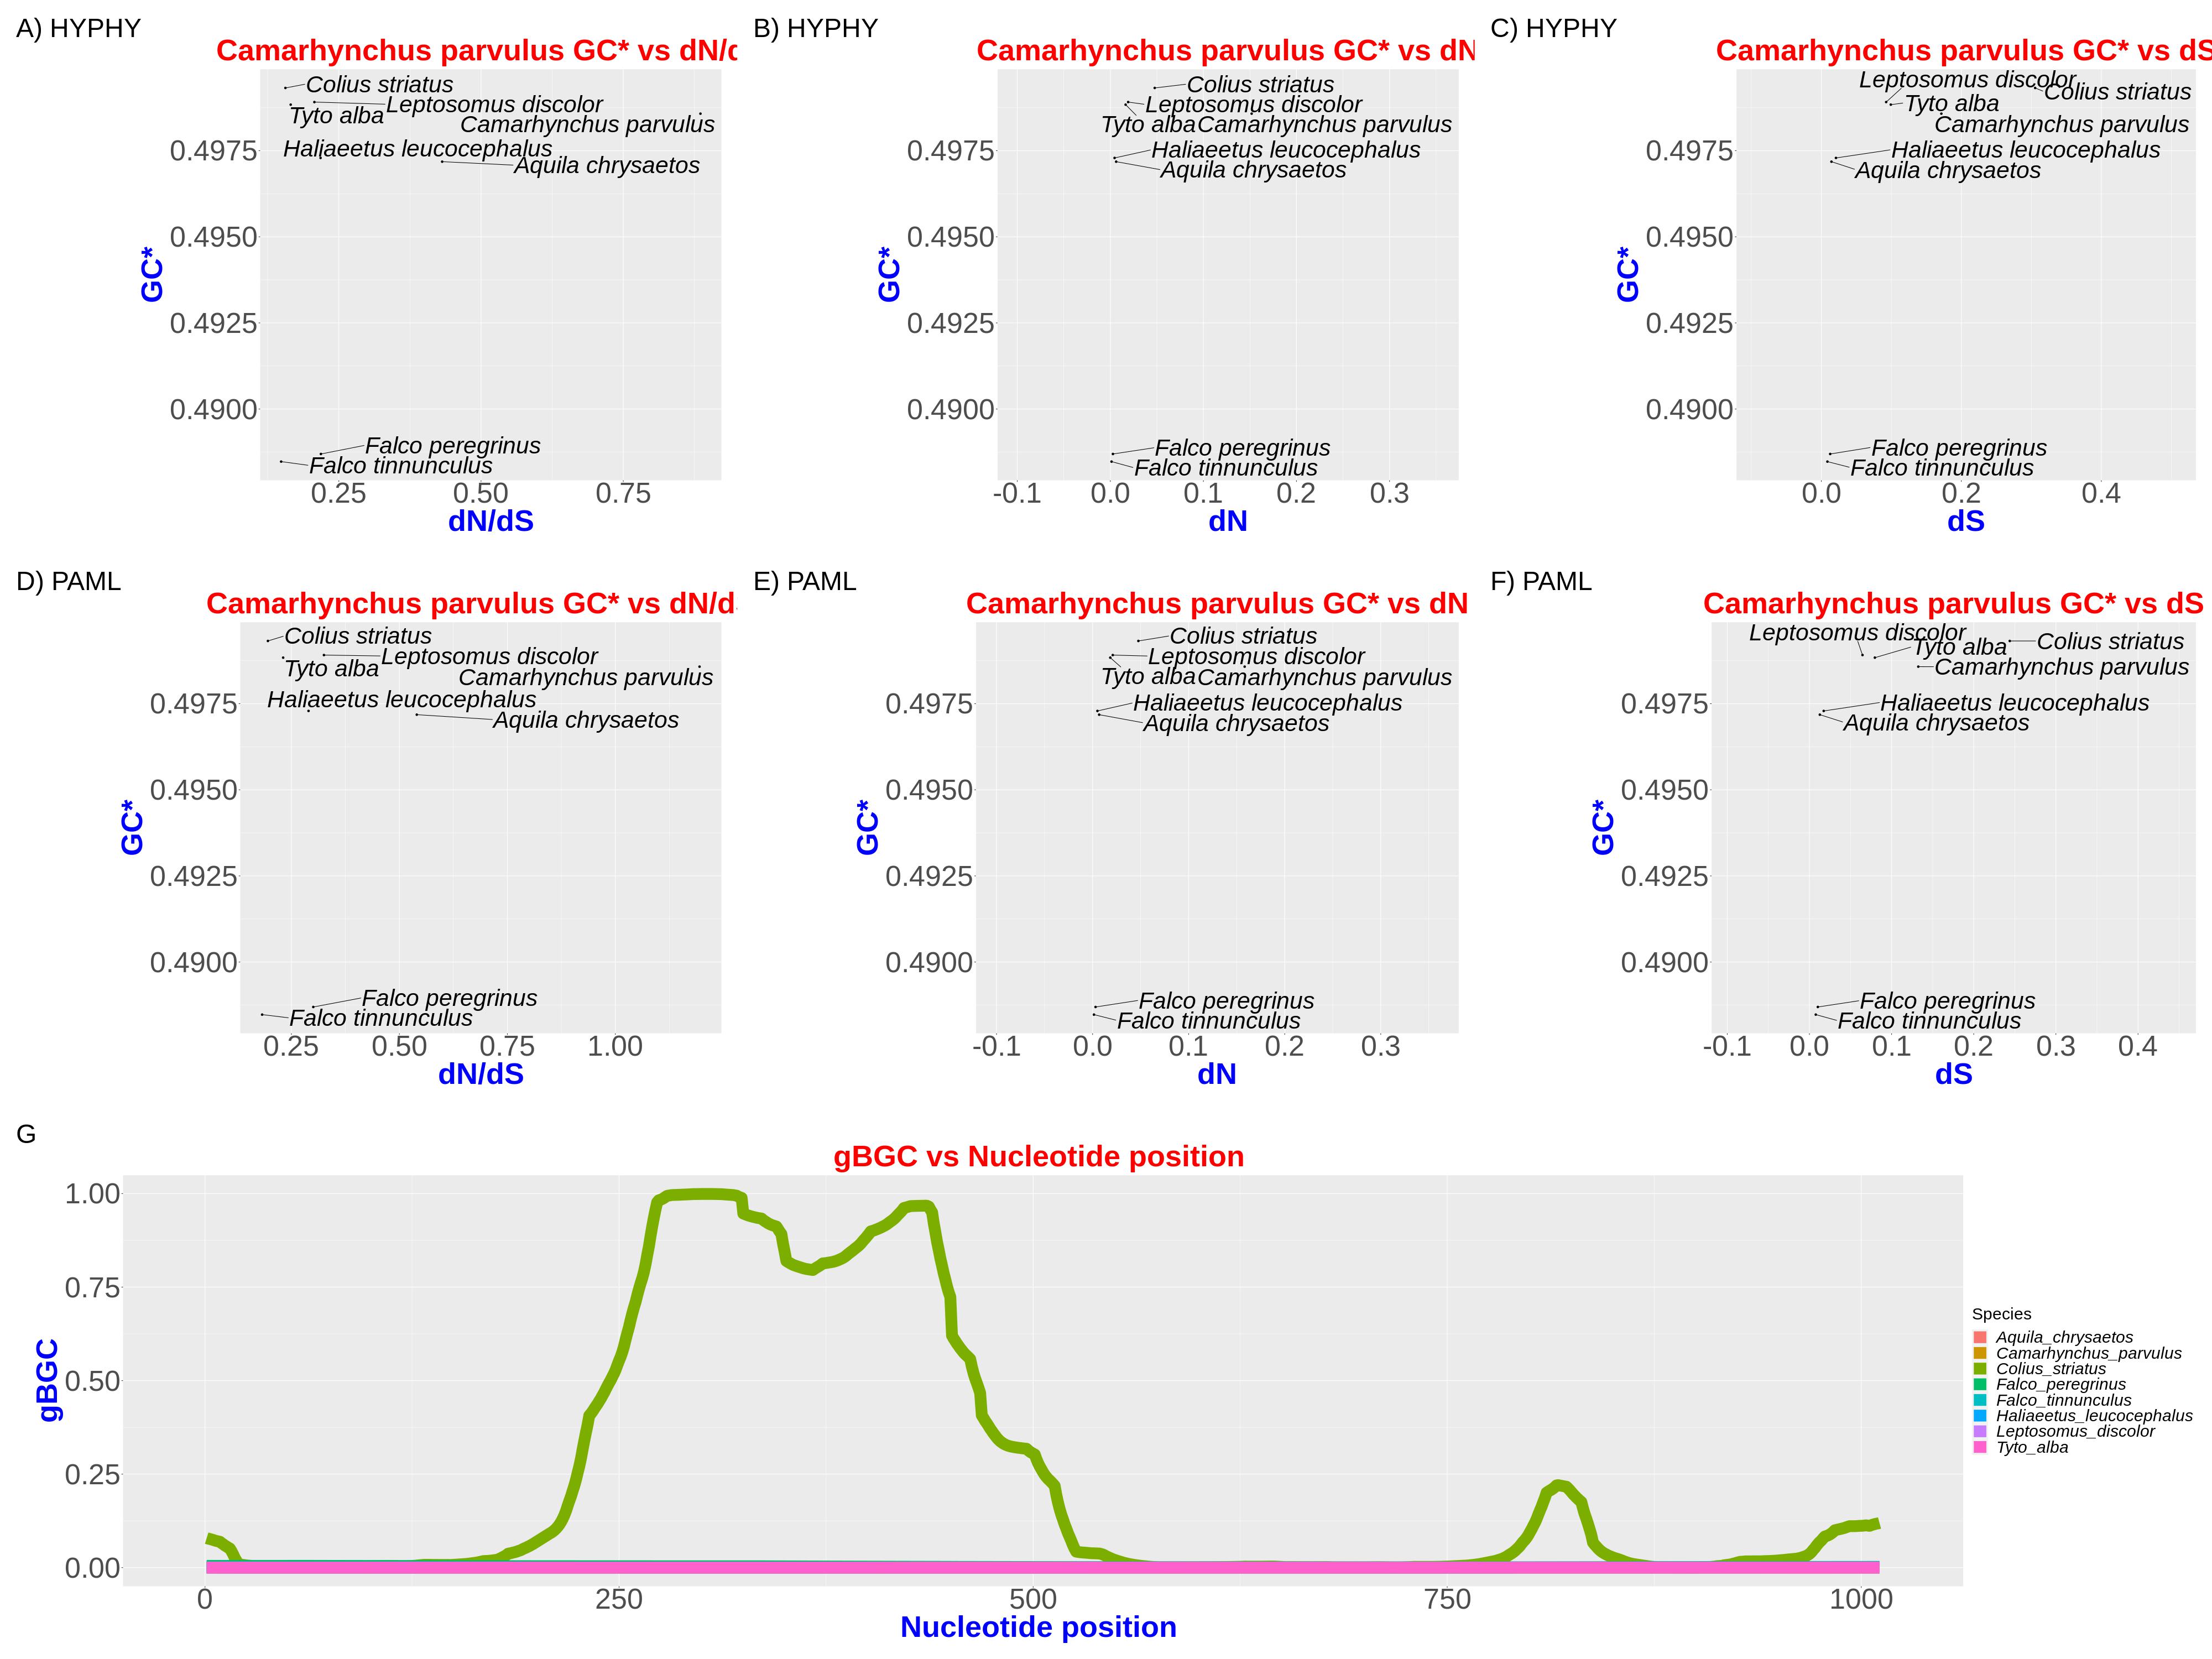 A) HYPHY
Camarhynchus parvulus GC* vs dN/d
Colius striatus
Leptosomus discolor
Tyto alba
Camarhynchus parvulus
Haliaeetus leucocephalus
Aquila chrysaetos
Falco peregrinus
Falco tinnunculus
0.4975
0.4950
0.4925
0.4900
GC*
0.25 0.50 0.75
dN/dS
B) HYPHY
Camarhynchus parvulus GC* vs dN
Colius striatus
Leptosomus discolor
Tyto alba
Camarhynchus parvulus
Haliaeetus leucocephalus
Aquila chrysaetos
Falco peregrinus
Falco tinnunculus
0.4975
0.4950
0.4925
0.4900
GC*
-0.1 0.0 0.1 0.2 0.3
dN
C) HYPHY
Camarhynchus parvulus GC* vs dS
Leptosomus discolor
Colius striatus
Tyto alba
Camarhynchus parvulus
Haliaeetus leucocephalus
Aquila chrysaetos
Falco peregrinus
Falco tinnunculus
0.4975
0.4950
0.4925
0.4900
GC*
0.0 0.2 0.4
dS
D) PAML
Camarhynchus parvulus GC* vs dN/d
Colius striatus
Leptosomus discolor
Tyto alba
Camarhynchus parvulus
Haliaeetus leucocephalus
Aquila chrysaetos
Falco peregrinus
Falco tinnunculus
0.4975
0.4950
0.4925
0.4900
GC*
0.25 0.50 0.75 1.00
dN/dS
E) PAML
Camarhynchus parvulus GC* vs dN
Colius striatus
Leptosomus discolor
Tyto alba
Camarhynchus parvulus
Haliaeetus leucocephalus
Aquila chrysaetos
Falco peregrinus
Falco tinnunculus
0.4975
0.4950
0.4925
0.4900
GC*
-0.1 0.0 0.1 0.2 0.3
dN
F) PAML
Camarhynchus parvulus GC* vs dS
Leptosomus discolor
Tyto alba
Colius striatus
Camarhynchus parvulus
Haliaeetus leucocephalus
Aquila chrysaetos
Falco peregrinus
Falco tinnunculus
0.4975
0.4950
0.4925
0.4900
GC*
-0.1 0.0 0.1 0.2 0.3 0.4
dS
G
gBGC vs Nucleotide position
1.00
0.75
0.50
0.25
0.00
gBGC
0 250 500 750 1000
Nucleotide position
Species
Aquila_chrysaetos
Camarhynchus_parvulus
Colius_striatus
Falco_peregrinus
Falco_tinnunculus
Haliaeetus_leucocephalus
Leptosomus_discolor
Tyto_alba